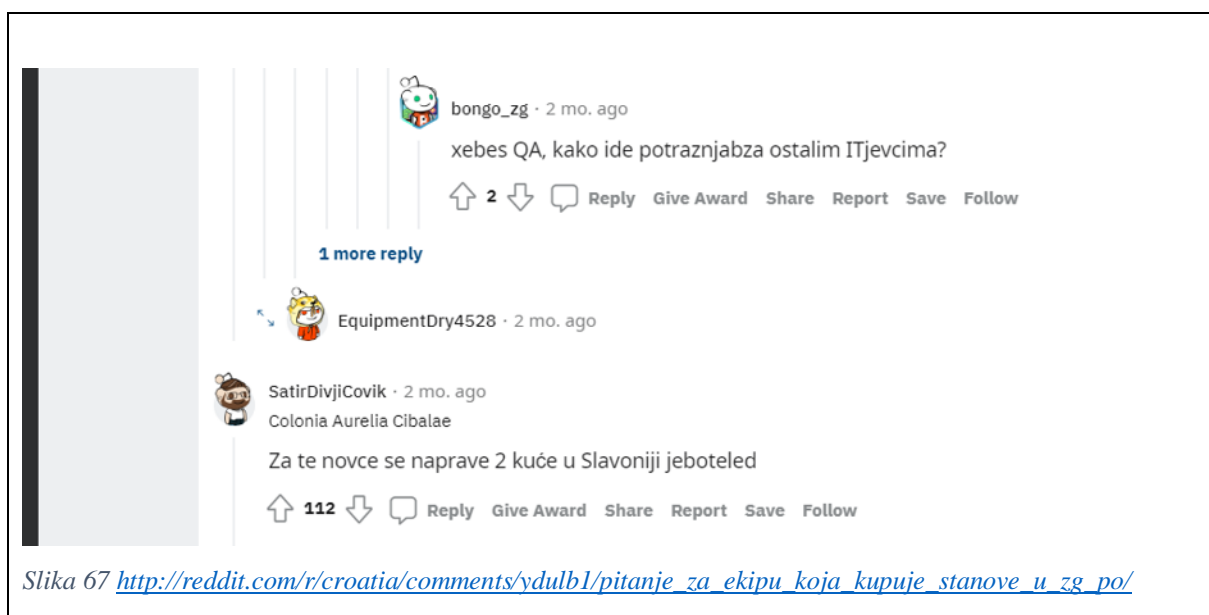 bongo_zg · 2 mo. ago
xebes QA, kako ide potraznjabza ostalim ITjevcima?
2 Reply Give Award Share Report Save Follow
1 more reply
EquipmentDry4528 · 2 mo. ago
SatirDivjiCovik · 2 mo. ago
Colonia Aurelia Cibalae
Za te novce se naprave 2 kuće u Slavoniji jeboteled
112 Reply Give Award Share Report Save Follow
Slika 67 http://reddit.com/r/croatia/comments/ydulb1/pitanje_za_ekipu_koja_kupuje_stanove_u_zg_po/